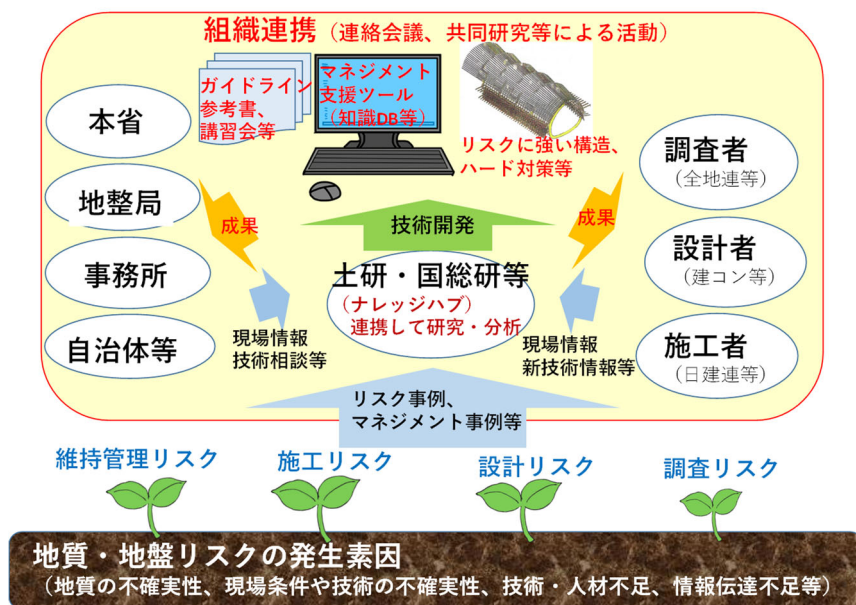 組織連携（連絡会議、共同研究等による活動）
ガイドライン
参考書、
講習会等
マネジメント
支援ツール
（知識DB等）
リスクに強い構造、
ハード対策等
本省
地整局
事務所
自治体等
調査者
（全地連等）
設計者
（建コン等）
施工者
（日建連等）
成果
成果
技術開発
土研・国総研等
（ナレッジハブ）
連携して研究・分析
現場情報
技術相談等
現場情報
新技術情報等
リスク事例、
マネジメント事例等
維持管理リスク
施工リスク
設計リスク
調査リスク
地質・地盤リスクの発生素因
（地質の不確実性、現場条件や技術の不確実性、技術・人材不足、情報伝達不足等）